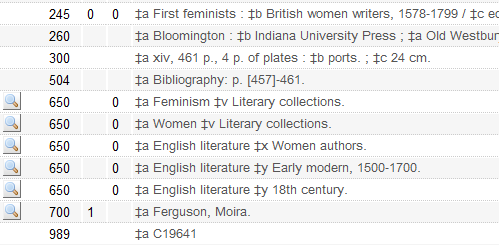 245 0 0 ‡a First feminists : ‡b British women writers, 1578-1799 / ‡c
260 ‡a Bloomington : ‡b Indiana University Press ; ‡a Old Westbur
300 ‡a xiv, 461 p., 4 p. of plates : ‡b ports. ; ‡c 24 cm.
504 ‡a Bibliography: p. [457]-461.
650 0 ‡a Feminism ‡v Literary collections.
650 0 ‡a Women ‡v Literary collections.
650 0 ‡a English literature ‡x Women authors.
650 0 ‡a English literature ‡y Early modern, 1500-1700.
650 0 ‡a English literature ‡y 18th century.
700 1 ‡a Ferguson, Moira.
989 ‡a C19641